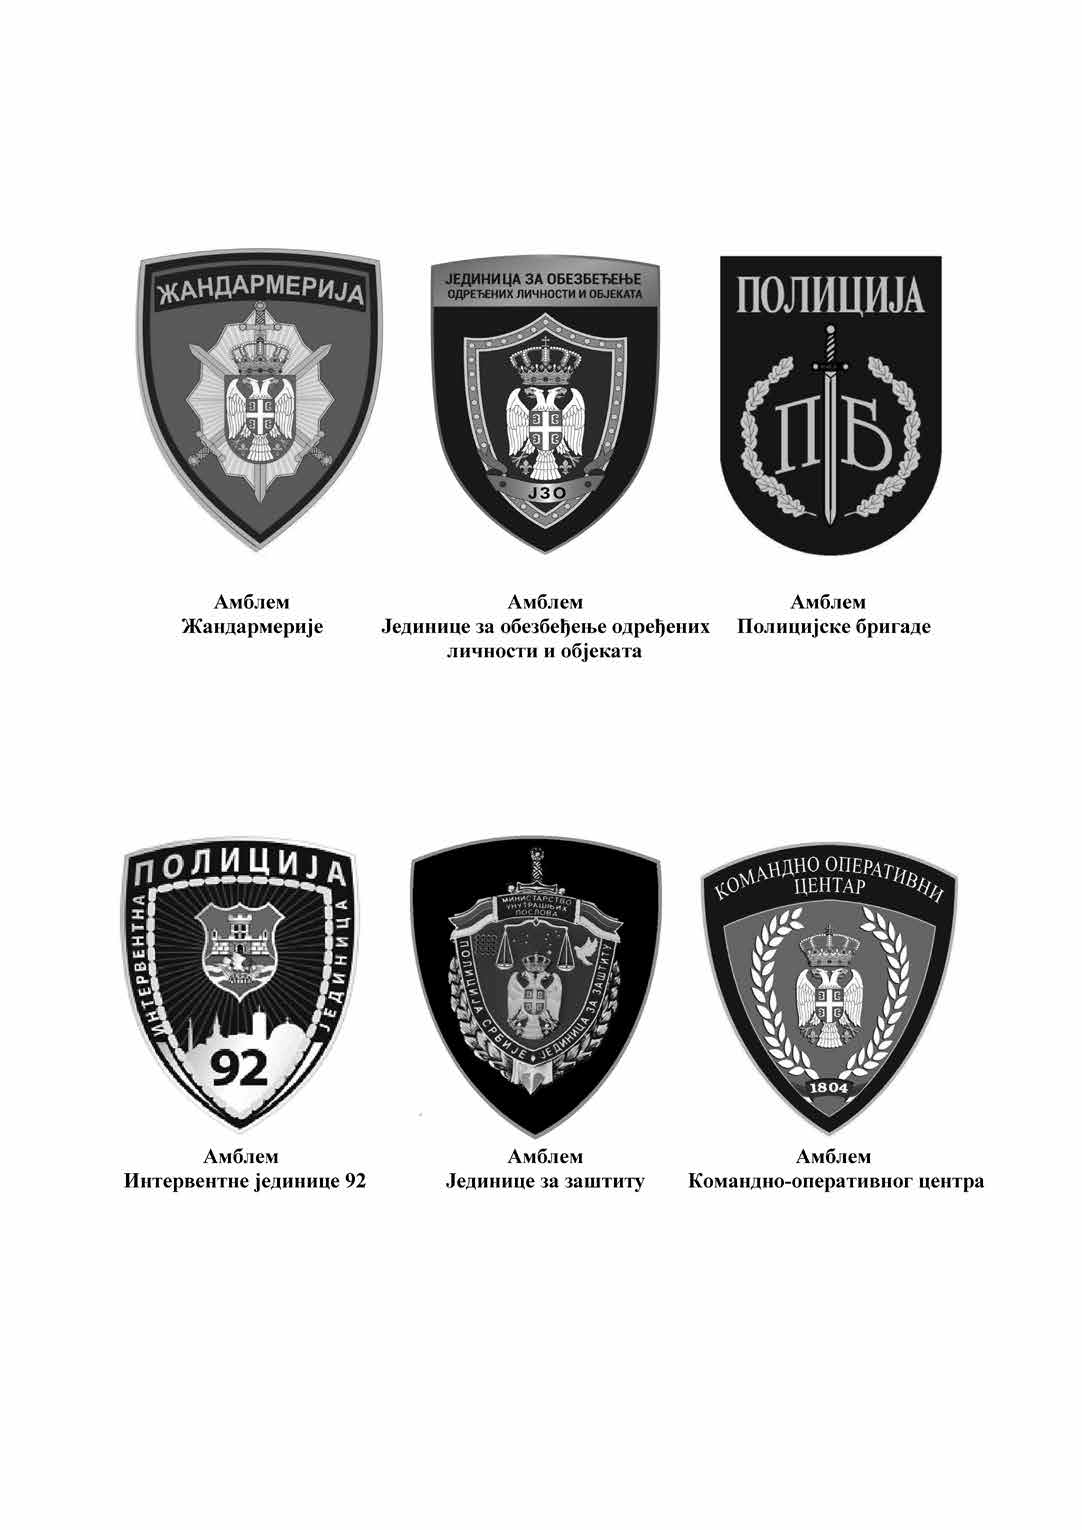 ЖАНДАРМЕРИЈА
ЈЕДИНИЦА ЗА ОБЕЗБЕЂЕЊЕ
ОДРЕЂЕНИХ ЛИЧНОСТИ И ОБЈЕКАТА
ЈЗО
ПОЛИЦИЈА
ПБ
Амблем
Жандармерије
Амблем
Јединице за обезбеђење одређених
личности и објеката
Амблем
Полицијске бригаде
ПОЛИЦИЈА
ИНТЕРВЕНТНА
ЈЕДИНИЦА
92
МИНИСТАРСТВО
УНУТРАШЊИХ
ПОСЛОВА
ПОЛИЦИЈА СРБИЈЕ ♦ ЈЕДИНИЦА ЗА ЗАШТИТУ
КОМАНДНО ОПЕРАТИВНИ
ЦЕНТАР
1804
Амблем
Интервентне јединице 92
Амблем
Јединице за заштиту
Амблем
Командно-оперативног центра